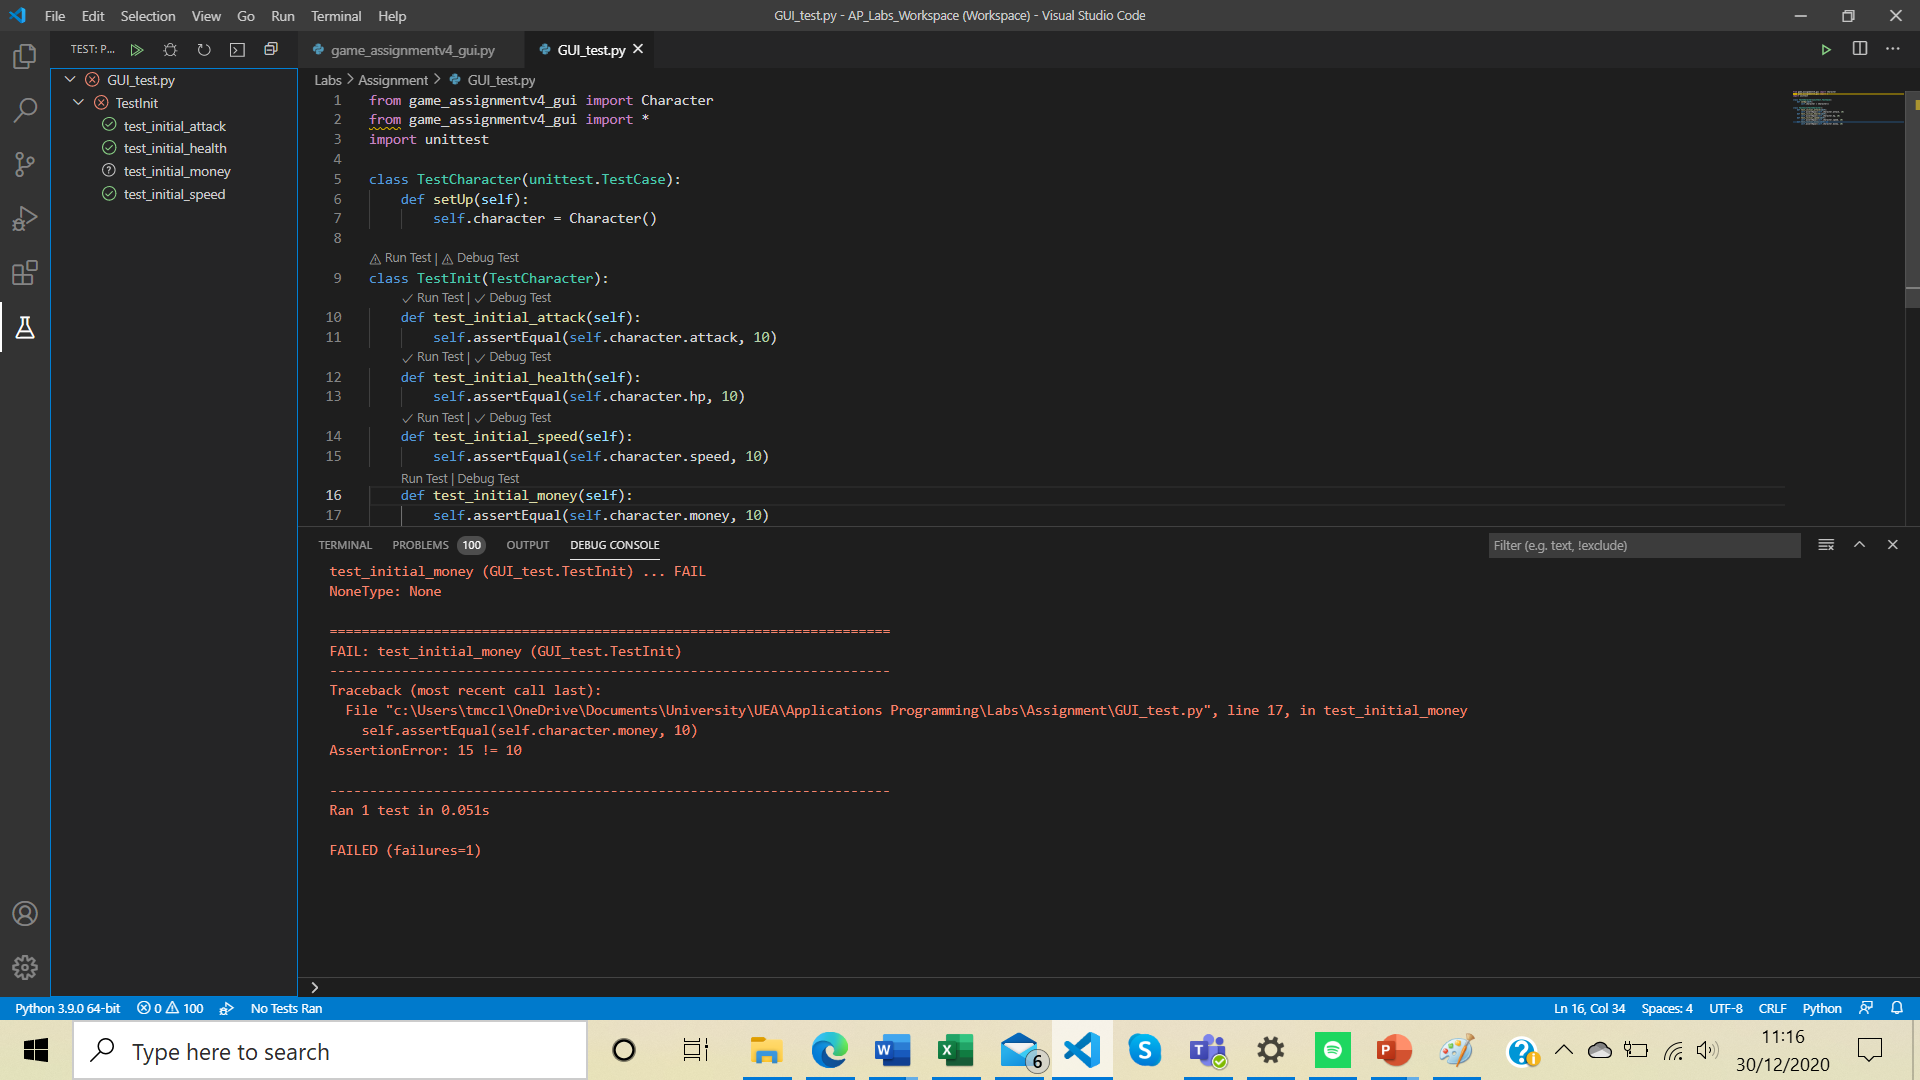 File Edit Selection View Go Run Terminal Help
GUI_test.py - AP_Labs_Workspace (Workspace) - Visual Studio Code
TEST: P...
game_assignmentv4_gui.py
GUI_test.py
GUI_test.py
TestInit
test_initial_attack
test_initial_health
test_initial_money
test_initial_speed
Labs > Assignment > GUI_test.py
1 from game_assignmentv4_gui import Character
2 from game_assignmentv4_gui import *
3 import unittest
4
5 class TestCharacter(unittest.TestCase):
6 def setUp(self):
7 self.character = Character()
8
Run Test | Debug Test
9 class TestInit(TestCharacter):
Run Test | Debug Test
10 def test_initial_attack(self):
11 self.assertEqual(self.character.attack, 10)
Run Test | Debug Test
12 def test_initial_health(self):
13 self.assertEqual(self.character.hp, 10)
Run Test | Debug Test
14 def test_initial_speed(self):
15 self.assertEqual(self.character.speed, 10)
Run Test | Debug Test
16 def test_initial_money(self):
17 self.assertEqual(self.character.money, 10)
TERMINAL PROBLEMS 100 OUTPUT DEBUG CONSOLE
Filter (e.g. text, !exclude)
test_initial_money (GUI_test.TestInit) ... FAIL
NoneType: None
======================================================================
FAIL: test_initial_money (GUI_test.TestInit)
----------------------------------------------------------------------
Traceback (most recent call last):
File "c:\Users\tmccl\OneDrive\Documents\University\UEA\Applications Programming\Labs\Assignment\GUI_test.py", line 17, in test_initial_money
self.assertEqual(self.character.money, 10)
AssertionError: 15 != 10
----------------------------------------------------------------------
Ran 1 test in 0.051s
FAILED (failures=1)
Python 3.9.0 64-bit 0 100 No Tests Ran
Ln 16, Col 34 Spaces: 4 UTF-8 CRLF Python
Type here to search
6
11:16
30/12/2020